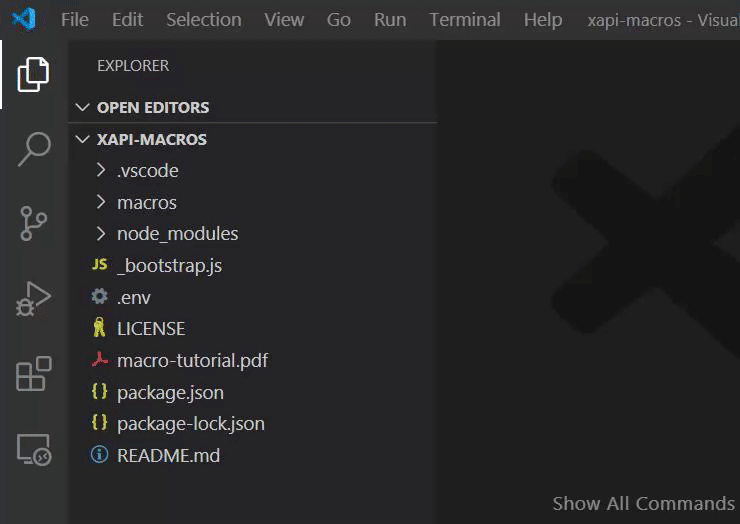 File Edit Selection View Go Run Terminal Help xapi-macros - Visual
EXPLORER
OPEN EDITORS
XAPI-MACROS
.vscode
macros
node_modules
JS _bootstrap.js
.env
LICENSE
macro-tutorial.pdf
{} package.json
{} package-lock.json
README.md
Show All Commands